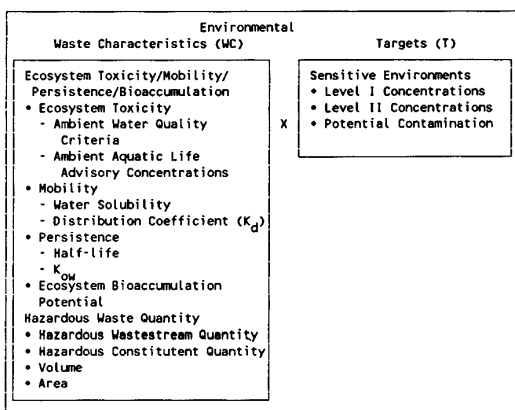 Environmental
Waste Characteristics (WC)
Ecosystem Toxicity/Mobility/
Persistence/Bioaccumulation
• Ecosystem Toxicity
- Ambient Water Quality
Criteria
- Ambient Aquatic Life
Advisory Concentrations
• Mobility
- Water Solubility
- Distribution Coefficient (Kd)
• Persistence
- Half-life
- Kow
• Ecosystem Bioaccumulation
Potential
Hazardous Waste Quantity
• Hazardous Wastestream Quantity
• Hazardous Constitutent Quantity
• Volume
• Area
X
Targets (T)
Sensitive Environments
• Level I Concentrations
• Level II Concentrations
• Potential Contamination